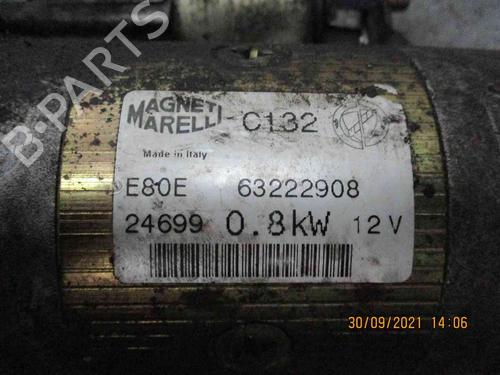 B-PARTS
MAGNETI
MARELLI C132
Made in Italy
E80E 63222908
24699 0.8kW 12V
30/09/2021 14:06